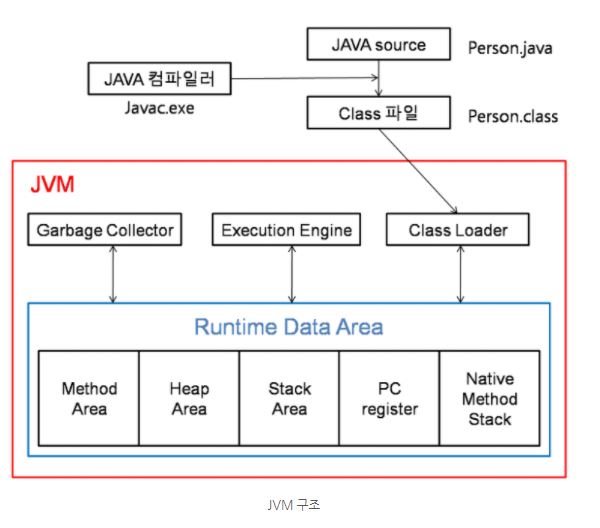 JAVA source
Person.java
JAVA 컴파일러
Javac.exe
Class 파일
Person.class
JVM
Garbage Collector
Execution Engine
Class Loader
Runtime Data Area
Method
Area
Heap
Area
Stack
Area
PC
register
Native
Method
Stack
JVM 구조